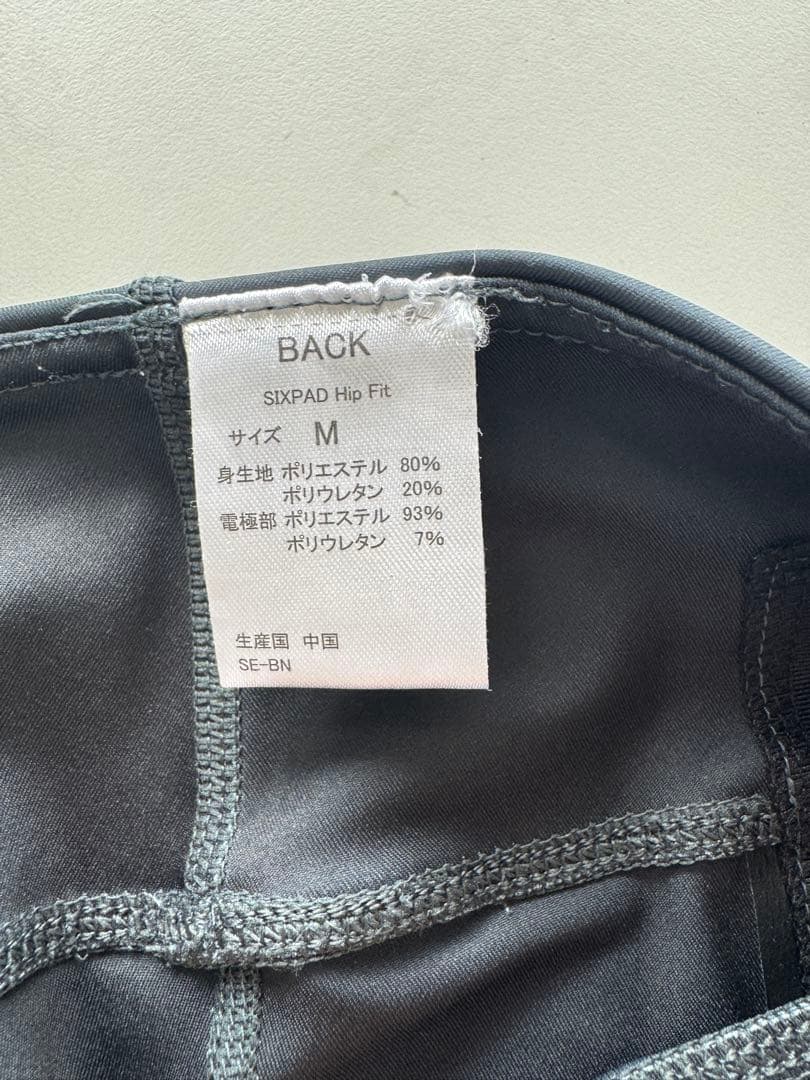 BACK
SIXPAD Hip Fit
サイズ M
身生地 ポリエステル 80%
ポリウレタン 20%
電極部 ポリエステル 93%
ポリウレタン 7%
生産国 中国
SE-BN